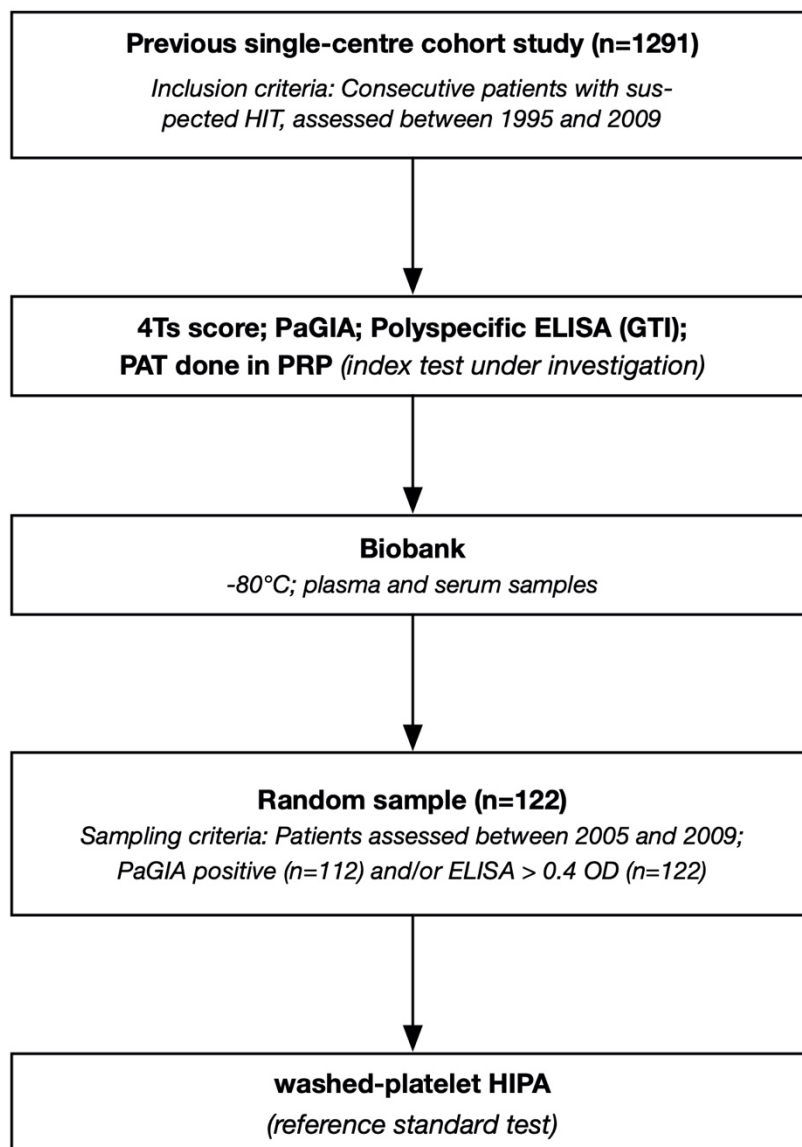 Previous single-centre cohort study (n=1291)
Inclusion criteria: Consecutive patients with sus-
pected HIT, assessed between 1995 and 2009
4Ts score; PaGIA; Polyspecific ELISA (GTI);
PAT done in PRP (index test under investigation)
Biobank
-80°C; plasma and serum samples
Random sample (n=122)
Sampling criteria: Patients assessed between 2005 and 2009;
PaGIA positive (n=112) and/or ELISA > 0.4 OD (n=122)
washed-platelet HIPA
(reference standard test)